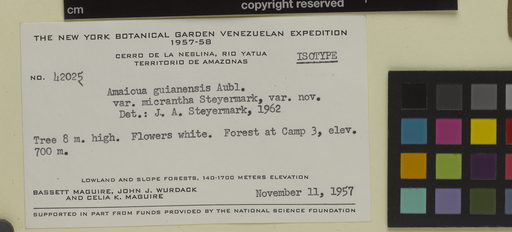 cm
copyright reserved
THE NEW YORK BOTANICAL GARDEN VENEZUELAN EXPEDITION
1957-58
CERRO DE LA NEBLINA, RIO YATUA
TERRITORIO DE AMAZONAS
ISOTYPE
NO. 42025
Amaioua guianensis Aubl.
var. micrantha Steyermark, var. nov.
Det.: J. A. Steyermark, 1962
Tree 8 m. high. Flowers white. Forest at Camp 3, elev.
700 m.
LOWLAND AND SLOPE FORESTS, 140-1700 METERS ELEVATION
BASSETT MAGUIRE, JOHN J. WURDACK
AND CELIA K. MAGUIRE
November 11, 1957
SUPPORTED IN PART FROM FUNDS PROVIDED BY THE NATIONAL SCIENCE FOUNDATION